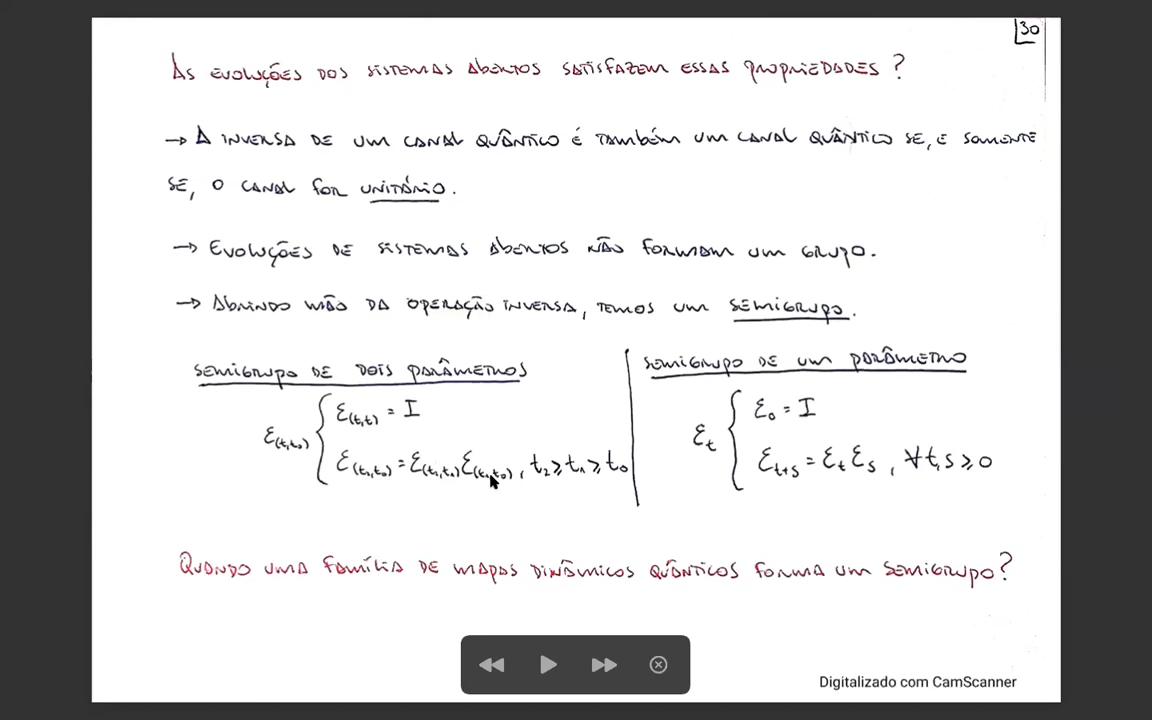 30
As evoluções dos sistemas abertos satisfazem essas propriedades?
→ A inversa de um canal quântico é também um canal quântico se, e somente
se, o canal for unitário.
→ Evoluções de sistemas abertos não formam um grupo.
→ Abrindo mão da operação inversa, temos um semigrupo.
Semigrupo de dois parâmetros
ℰ(t,t₀) { ℰ(t,t) = I
ℰ(t₂,t₀) = ℰ(t₂,t₁) ℰ(t₁,t₀), t₂ ≥ t₁ ≥ t₀
Semigrupo de um parâmetro
ℰt { ℰ₀ = I
ℰt+s = ℰt ℰs, ∀ t,s ≥ 0
Quando uma família de mapas dinâmicos quânticos forma um semigrupo?
Digitalizado com CamScanner